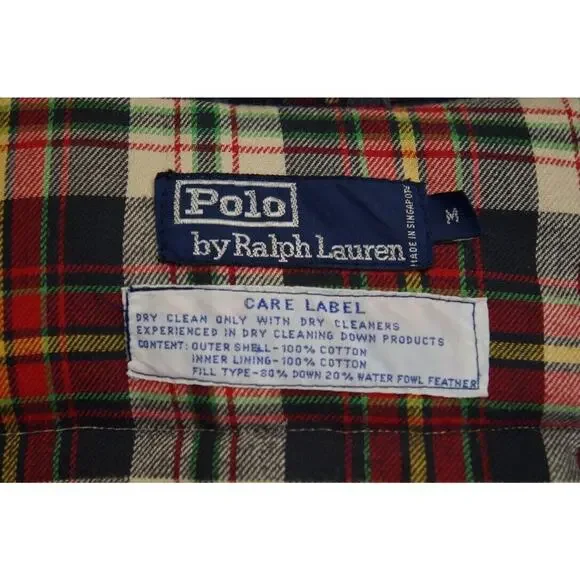 Polo
by Ralph Lauren
MADE IN SINGAPORE
M
CARE LABEL
DRY CLEAN ONLY WITH DRY CLEANERS
EXPERIENCED IN DRY CLEANING DOWN PRODUCTS
CONTENT: OUTER SHELL-100% COTTON
INNER LINING-100% COTTON
FILL TYPE-80% DOWN 20% WATER FOWL FEATHER